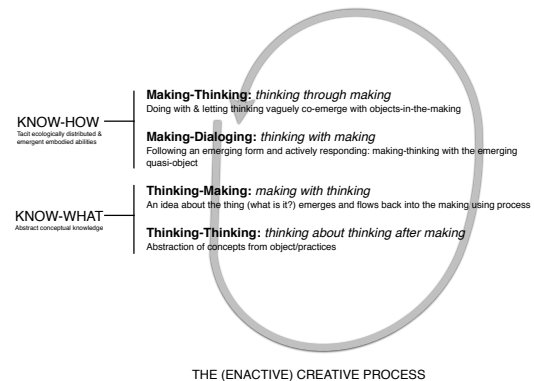 Making-Thinking: thinking through making
Doing with & letting thinking vaguely co-emerge with objects-in-the-making
KNOW-HOW
Tacit ecologically distributed &
emergent embodied abilities
Making-Dialoging: thinking with making
Following an emerging form and actively responding: making-thinking with the emerging
quasi-object
Thinking-Making: making with thinking
An idea about the thing (what is it?) emerges and flows back into the making using process
KNOW-WHAT
Abstract conceptual knowledge
Thinking-Thinking: thinking about thinking after making
Abstraction of concepts from object/practices
THE (ENACTIVE) CREATIVE PROCESS